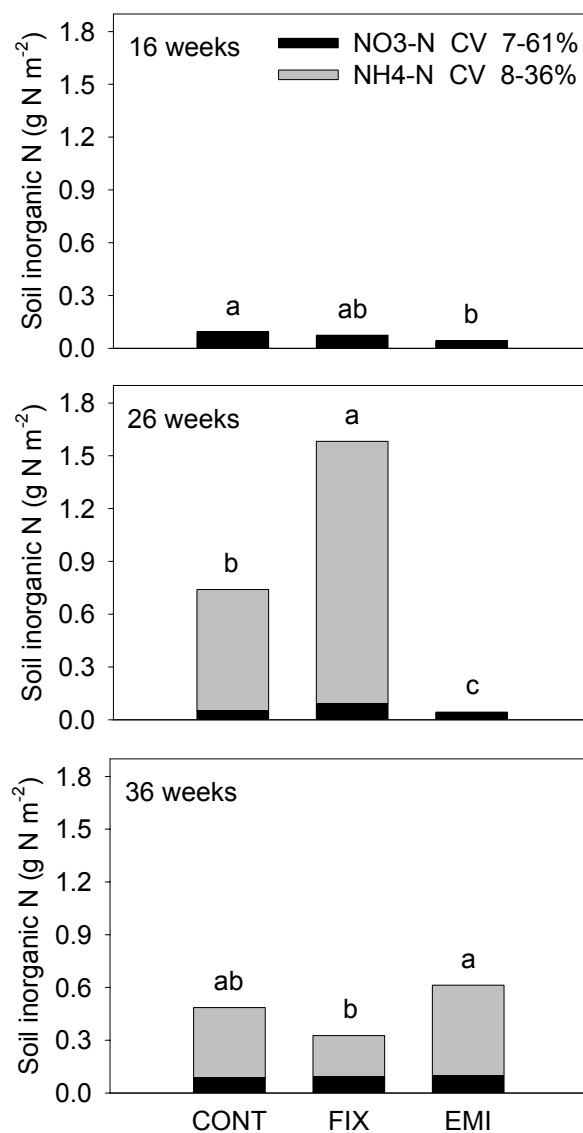 1.8
1.5
1.2
0.9
0.6
0.3
0.0
Soil inorganic N (g N m-2)
16 weeks
NO3-N CV 7-61%
NH4-N CV 8-36%
a
ab
b
1.8
1.5
1.2
0.9
0.6
0.3
0.0
Soil inorganic N (g N m-2)
26 weeks
b
a
c
1.8
1.5
1.2
0.9
0.6
0.3
0.0
Soil inorganic N (g N m-2)
36 weeks
ab
b
a
CONT FIX EMI